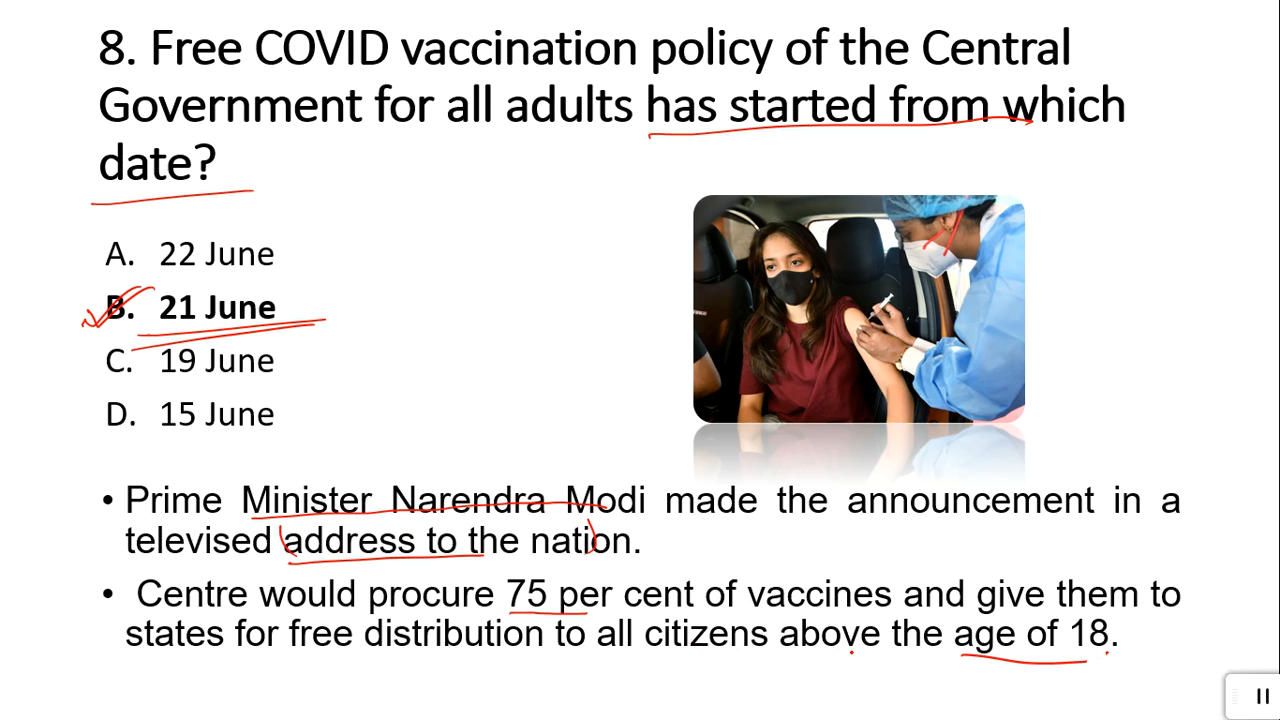 8. Free COVID vaccination policy of the Central
Government for all adults has started from which
date?
A. 22 June
B. 21 June
C. 19 June
D. 15 June
• Prime Minister Narendra Modi made the announcement in a
televised address to the nation.
• Centre would procure 75 per cent of vaccines and give them to
states for free distribution to all citizens above the age of 18.